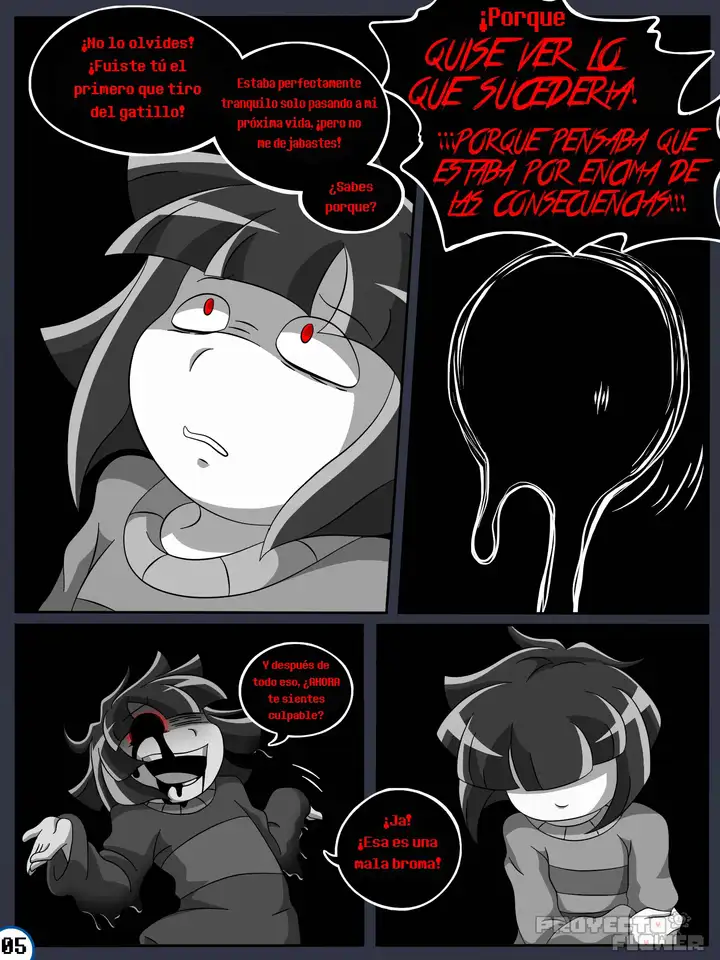 ¡No lo olvides!
¡Fuiste tú el
primero que tiro
del gatillo!
Estaba perfectamente
tranquilo solo pasando a mi
próxima vida, ¡pero no
me de jabastes!
¿Sabes
porque?
¡Porque
QUISE VER LO
QUE SUCEDERIA.
¡¡¡PORQUE PENSABA QUE
ESTABA POR ENCIMA DE
LAS CONSECUENCIAS!!!
Y después de
todo eso, ¿AHORA
te sientes
culpable?
¡Ja!
¡Esa es una
mala broma!
PROYECTO
FLOWER
05